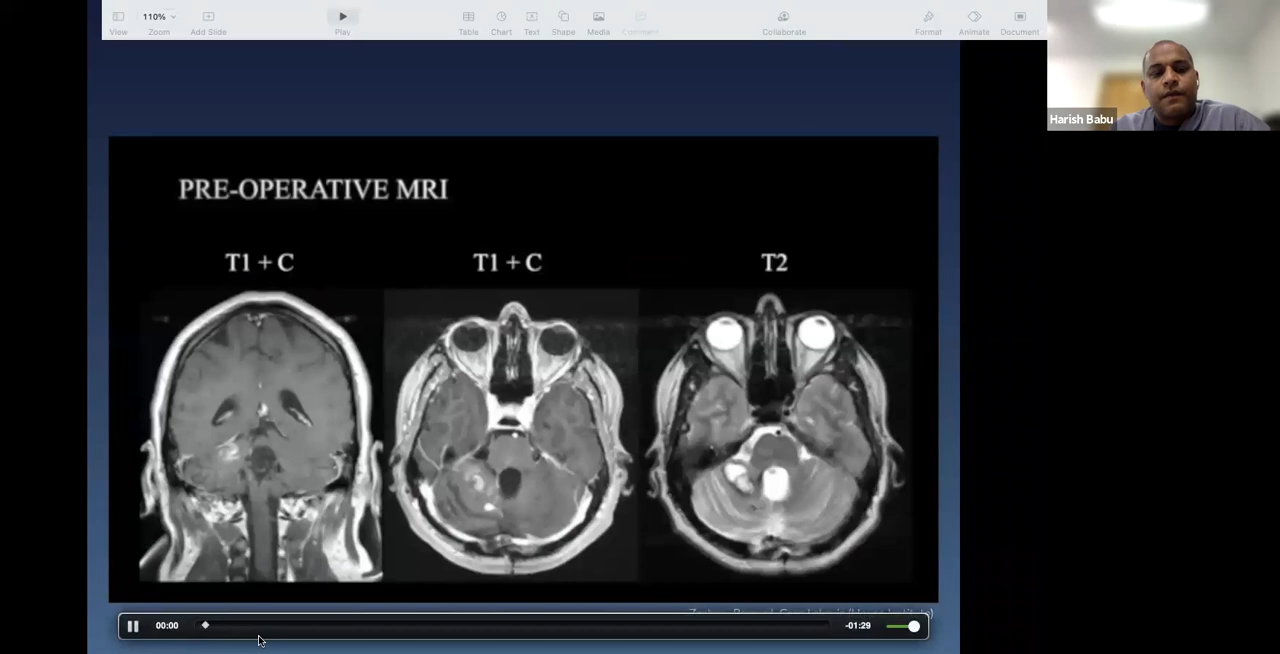 110%
View Zoom Add Slide Play Table Chart Text Shape Media Comment Collaborate Format Animate Document
Harish Babu
PRE-OPERATIVE MRI
T1 + C T1 + C T2
00:00 -01:29